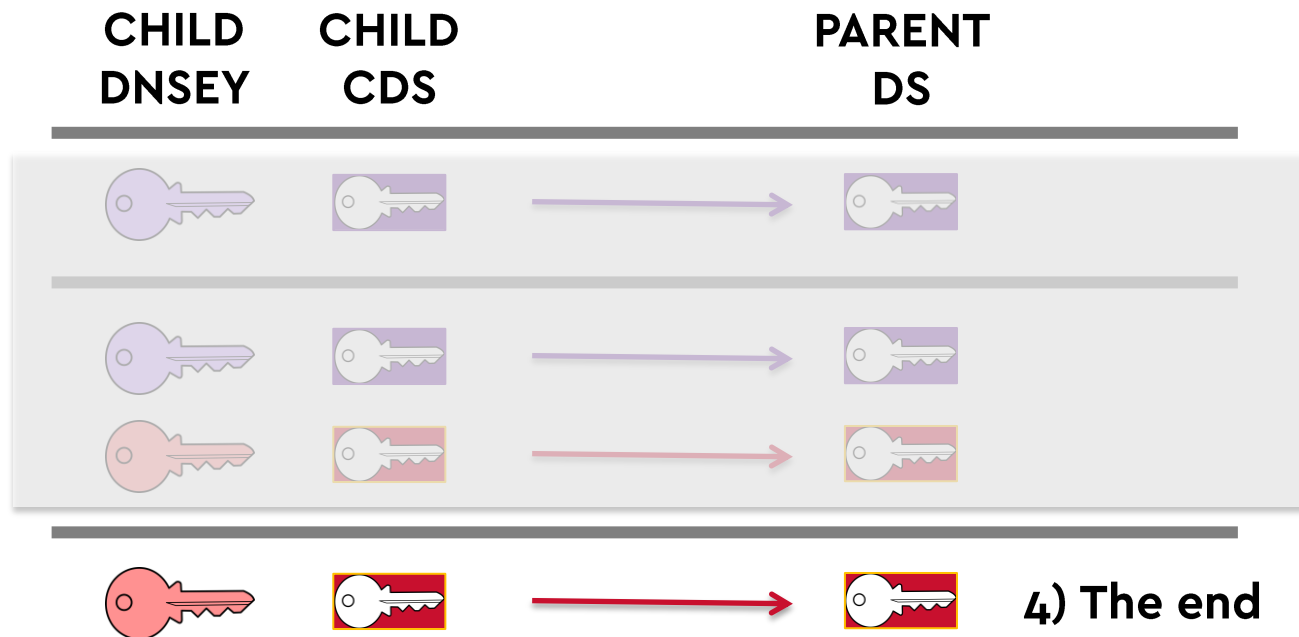 CHILD
DNSEY
CHILD
CDS
PARENT
DS
4) The end